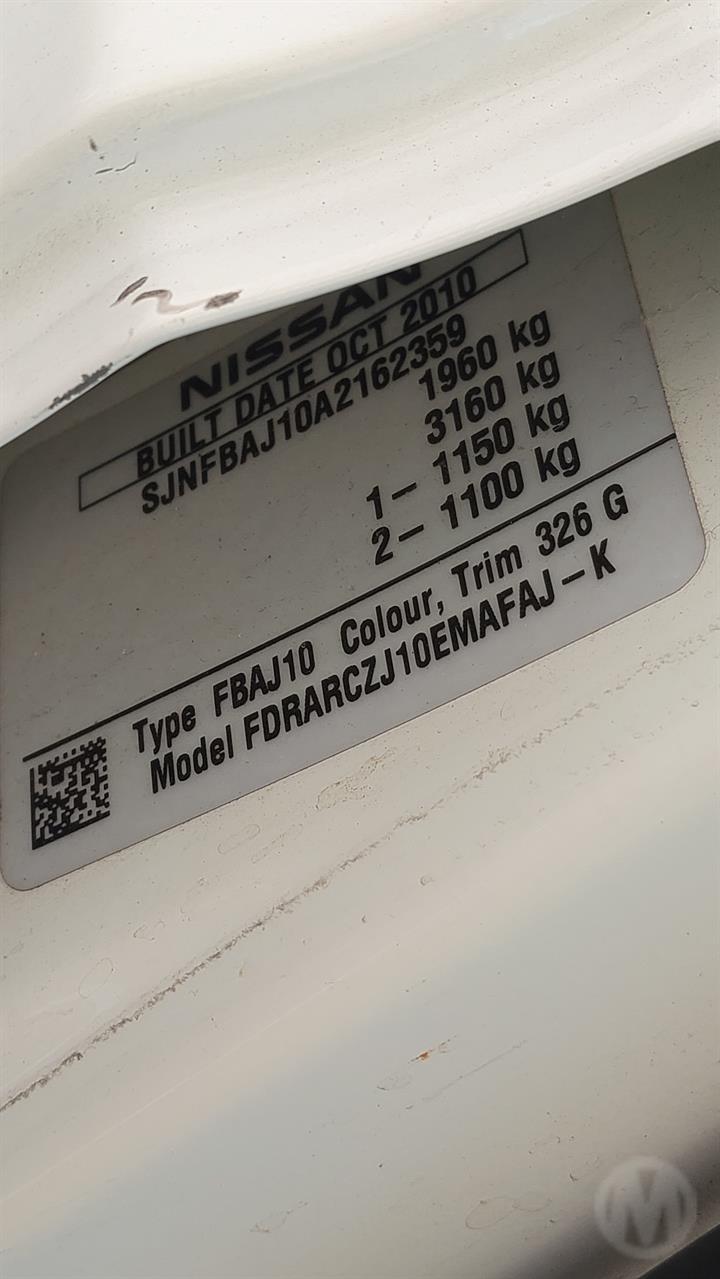 NISSAN
BUILT DATE OCT 2010
SJNFBAJ10A2162359
1960 kg
3160 kg
1– 1150 kg
2– 1100 kg
Type FBAJ10 Colour, Trim 326 G
Model FDRARCZJ10EMAFAJ – K
M